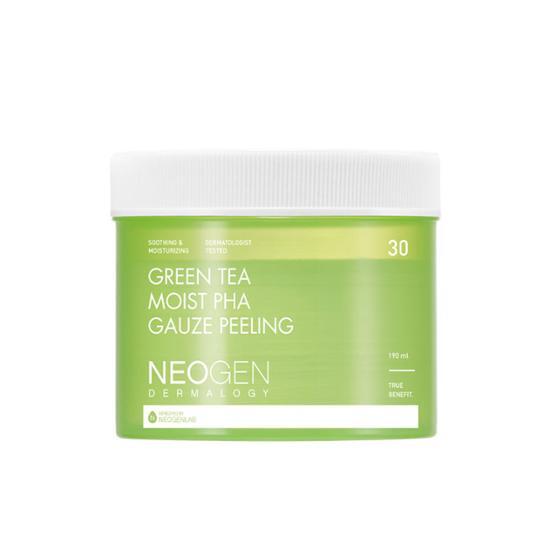 SOOTHING &
MOISTURIZING
DERMATOLOGIST
TESTED
30
GREEN TEA
MOIST PHA
GAUZE PEELING
190 ml
NEOGEN
DERMALOGY
TRUE
BENEFIT.
NEOGENLAB